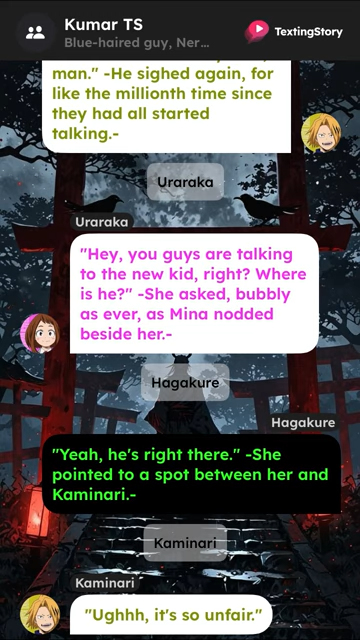 Kumar TS
Blue-haired guy, Ner...
TextingStory
man." -He sighed again, for
like the millionth time since
they had all started
talking.-
Uraraka
Uraraka
"Hey, you guys are talking
to the new kid, right? Where
is he?" -She asked, bubbly
as ever, as Mina nodded
beside her.-
Hagakure
Hagakure
"Yeah, he's right there." -She
pointed to a spot between her and
Kaminari.-
Kaminari
Kaminari
"Ughhh, it's so unfair."